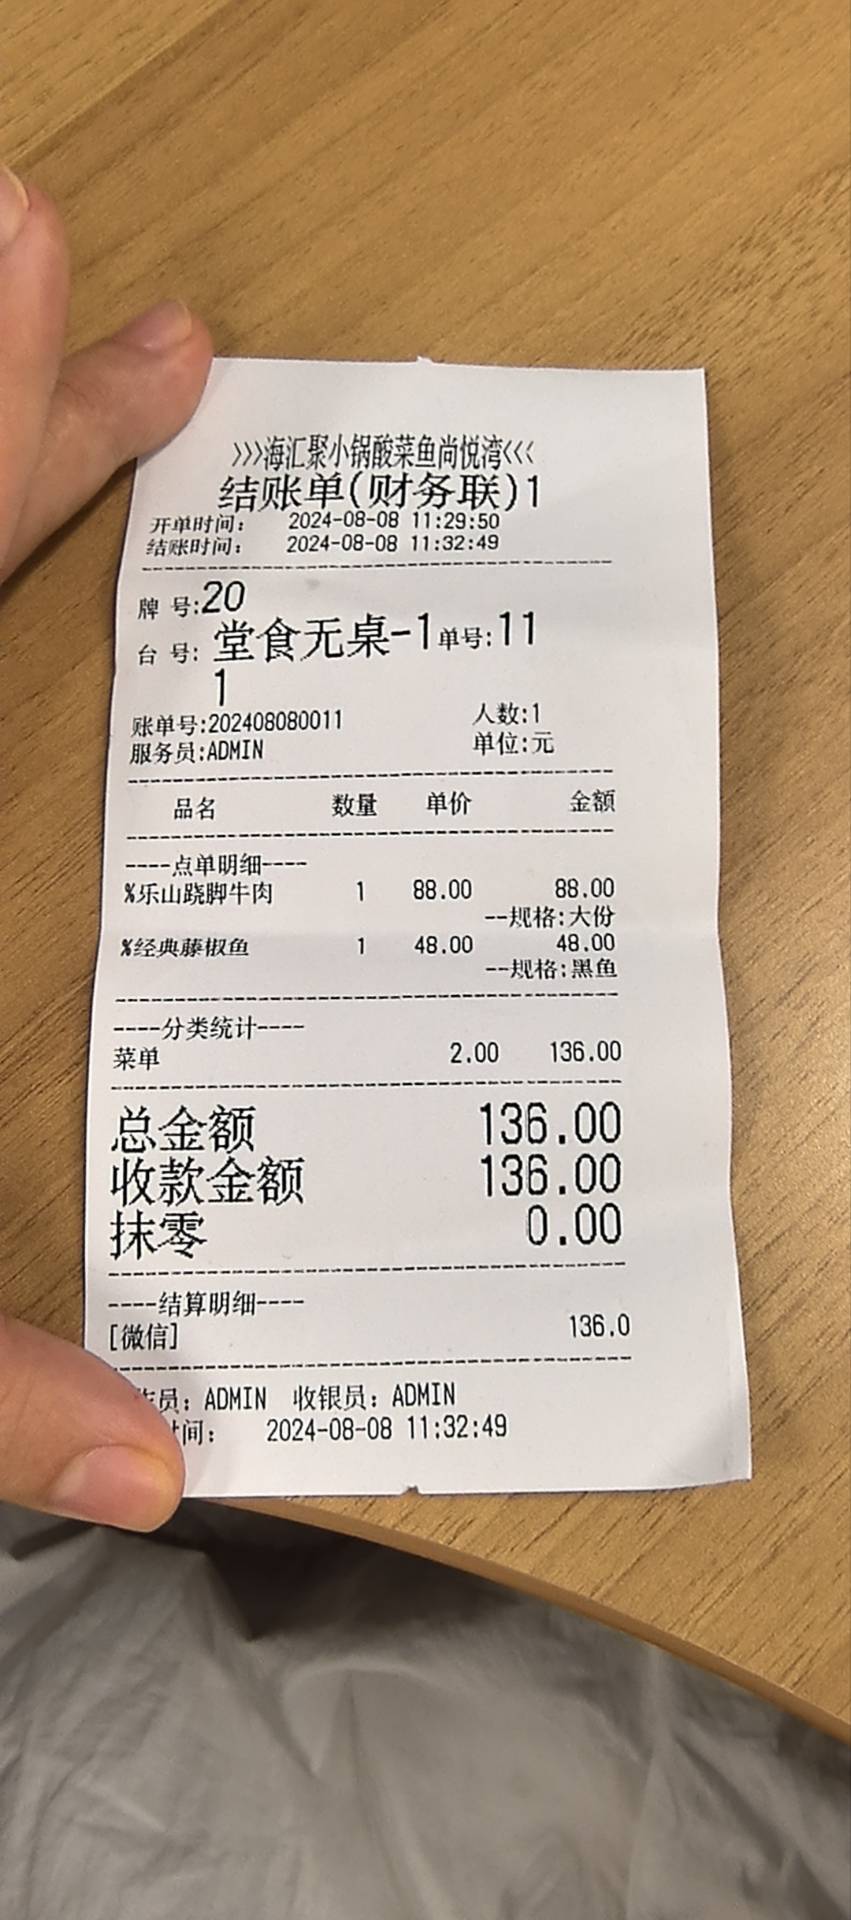 >>>海汇聚小锅酸菜鱼尚悦湾<<<
结账单(财务联)1
开单时间: 2024-08-08 11:29:50
结账时间: 2024-08-08 11:32:49
牌 号:20
台 号: 堂食无桌-1 单号:11
1
账单号:202408080011 人数:1
服务员:ADMIN 单位:元
品名 数量 单价 金额
----点单明细----
%乐山跷脚牛肉 1 88.00 88.00
--规格:大份
%经典藤椒鱼 1 48.00 48.00
--规格:黑鱼
----分类统计----
菜单 2.00 136.00
总金额 136.00
收款金额 136.00
抹零 0.00
----结算明细----
[微信] 136.0
员: ADMIN 收银员: ADMIN
时间: 2024-08-08 11:32:49